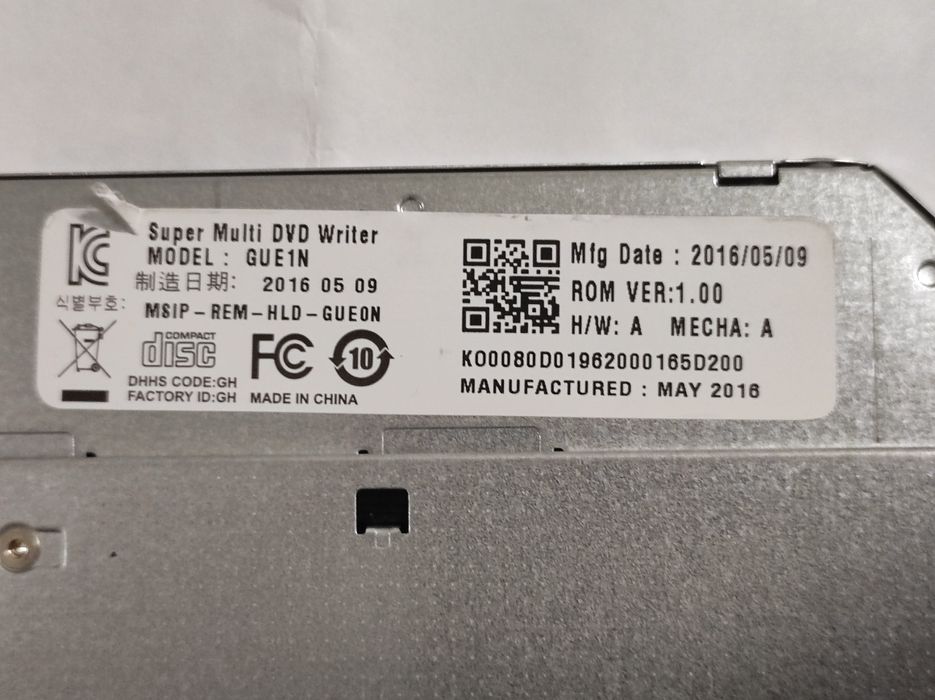 Super Multi DVD Writer
MODEL : GUE1N
制造日期: 2016 05 09
식별부호:
MSIP-REM-HLD-GUE0N
COMPACT
disc
FC
10
DHHS CODE:GH
FACTORY ID:GH MADE IN CHINA
Mfg Date : 2016/05/09
ROM VER:1.00
H/W: A MECHA: A
KO0080D01962000165D200
MANUFACTURED : MAY 2016